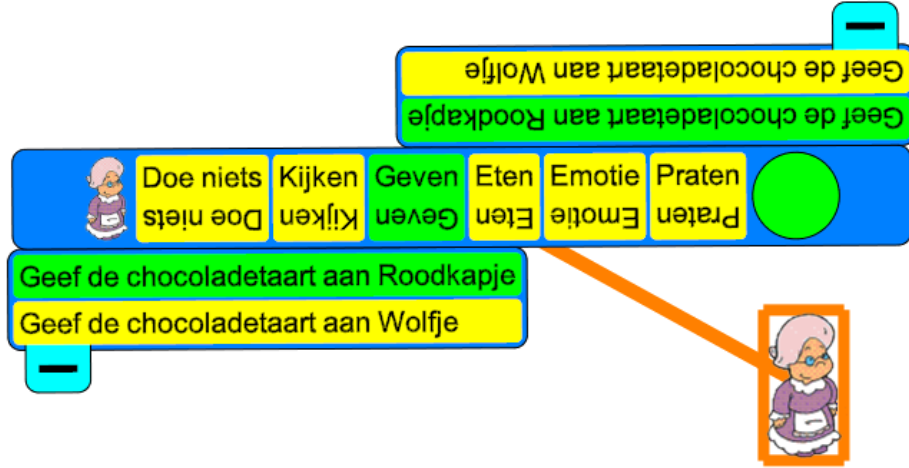 Geef de chocoladetaart aan Wolfje
Geef de chocoladetaart aan Roodkapje
Doe niets Kijken Geven Eten Emotie Praten
Doe niets Kijken Geven Eten Emotie Praten
Geef de chocoladetaart aan Roodkapje
Geef de chocoladetaart aan Wolfje